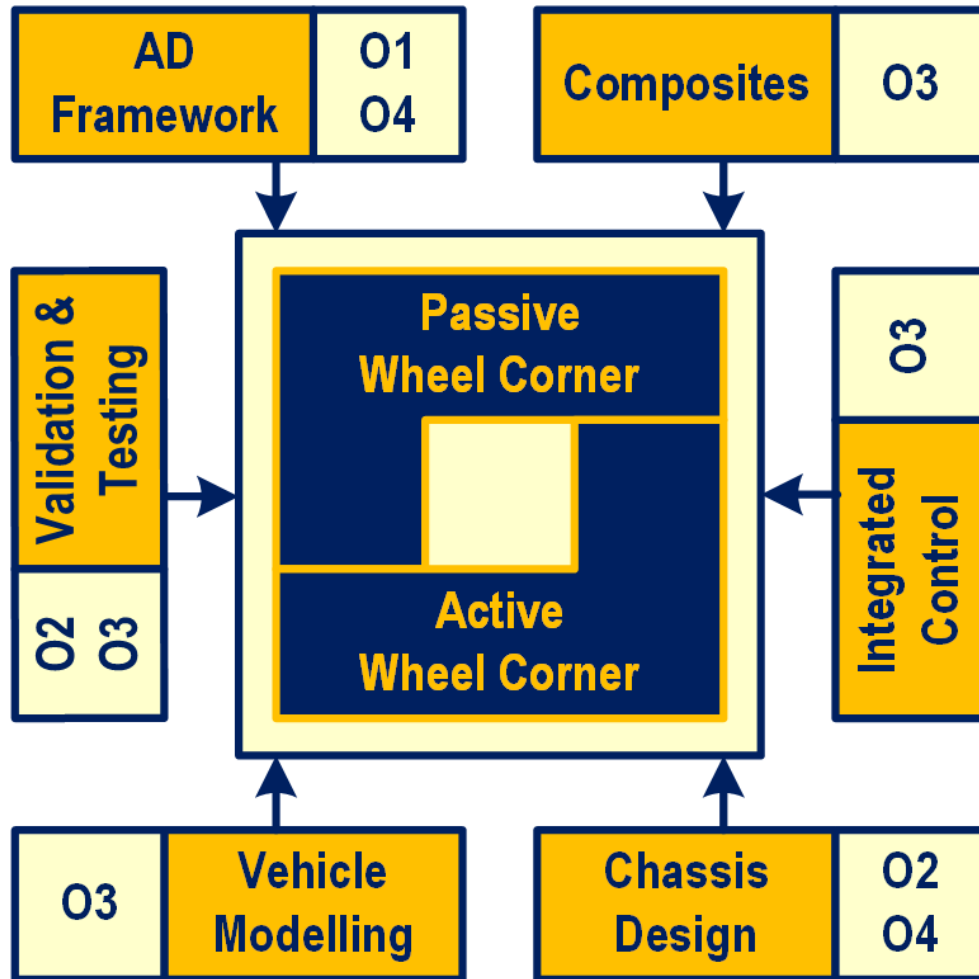 AD
Framework
O1
O4
Composites
O3
Validation &
Testing
O2
O3
Passive
Wheel Corner
Active
Wheel Corner
O3
Integrated
Control
O3
Vehicle
Modelling
Chassis
Design
O2
O4